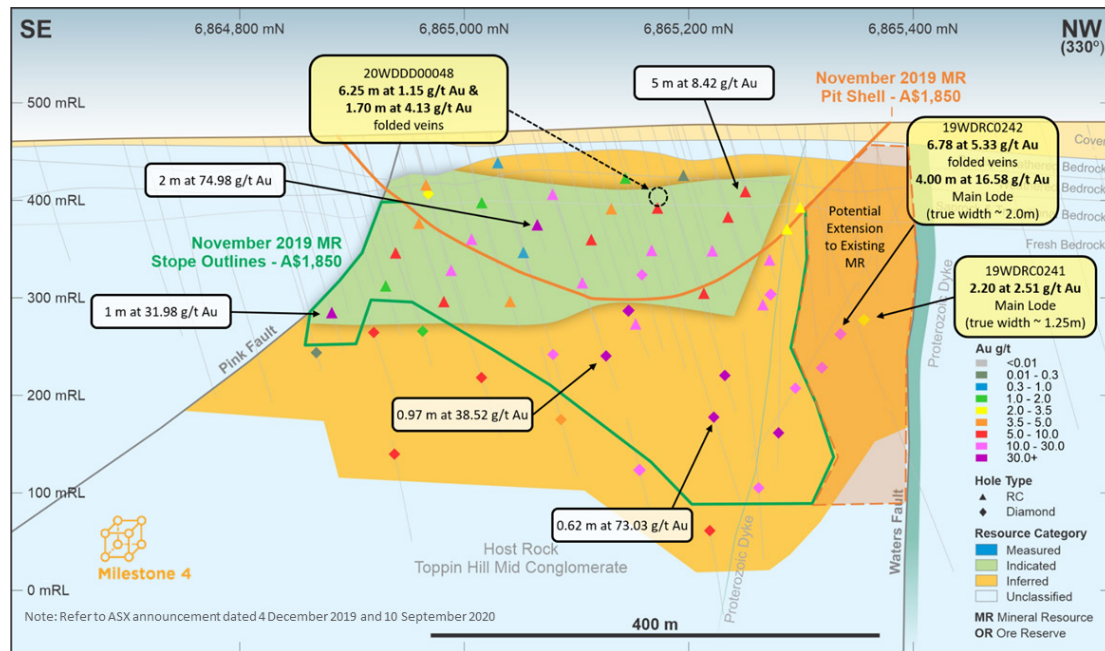 SE
NW
(330º)
6,864,800 mN
6,865,000 mN
6,865,200 mN
6,865,400 mN
500 mRL
400 mRL
300 mRL
200 mRL
100 mRL
0 mRL
20WDDD00048
6.25 m at 1.15 g/t Au &
1.70 m at 4.13 g/t Au
folded veins
5 m at 8.42 g/t Au
November 2019 MR
Pit Shell - A$1,850
19WDRC0242
6.78 at 5.33 g/t Au
folded veins
4.00 m at 16.58 g/t Au
Main Lode
(true width ~ 2.0m)
Cover
Bedrock
Bedrock
Bedrock
Fresh Bedrock
2 m at 74.98 g/t Au
November 2019 MR
Stope Outlines - A$1,850
Potential
Extension
to Existing
MR
19WDRC0241
2.20 at 2.51 g/t Au
Main Lode
(true width ~ 1.25m)
1 m at 31.98 g/t Au
Pink Fault
Proterozoic Dyke
0.97 m at 38.52 g/t Au
0.62 m at 73.03 g/t Au
Proterozoic Dyke
Waters Fault
Host Rock
Toppin Hill Mid Conglomerate
Milestone 4
Note: Refer to ASX announcement dated 4 December 2019 and 10 September 2020
400 m
Au g/t
<0.01
0.01 - 0.3
0.3 - 1.0
1.0 - 2.0
2.0 - 3.5
3.5 - 5.0
5.0 - 10.0
10.0 - 30.0
30.0+
Hole Type
RC
Diamond
Resource Category
Measured
Indicated
Inferred
Unclassified
MR Mineral Resource
OR Ore Reserve